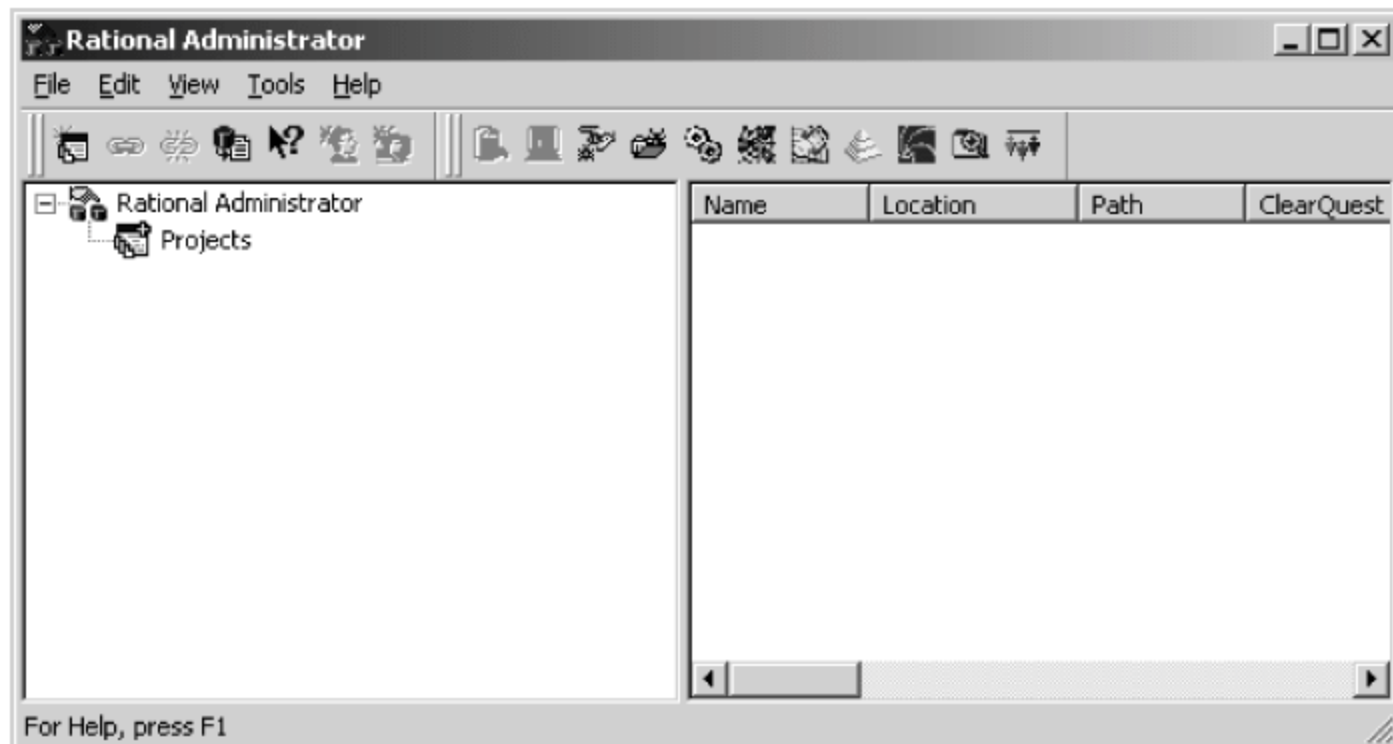 Rational Administrator
File Edit View Tools Help
Rational Administrator
Projects
Name Location Path ClearQuest
For Help, press F1